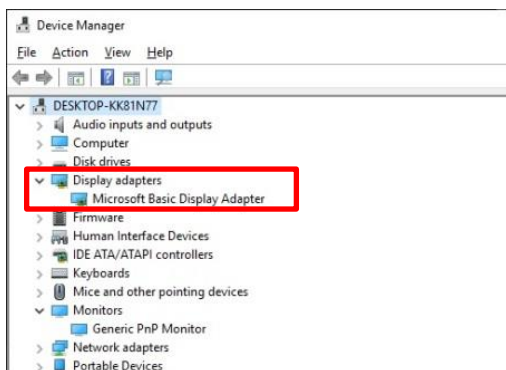 Device Manager
File Action View Help
DESKTOP-KK81N77
Audio inputs and outputs
Computer
Disk drives
Display adapters
Microsoft Basic Display Adapter
Firmware
Human Interface Devices
IDE ATA/ATAPI controllers
Keyboards
Mice and other pointing devices
Monitors
Generic PnP Monitor
Network adapters
Portable Devices